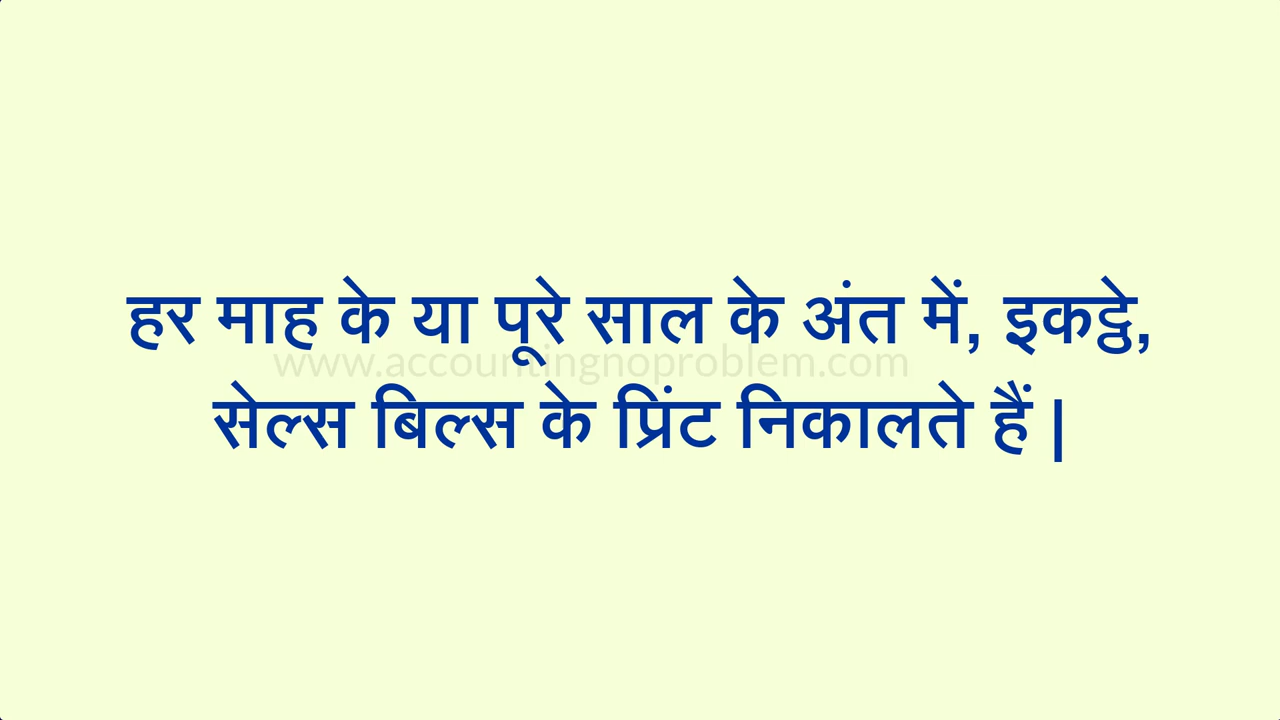 हर माह के या पूरे साल के अंत में, इकट्ठे,
www.accountingnoproblem.com
सेल्स बिल्स के प्रिंट निकालते हैं |